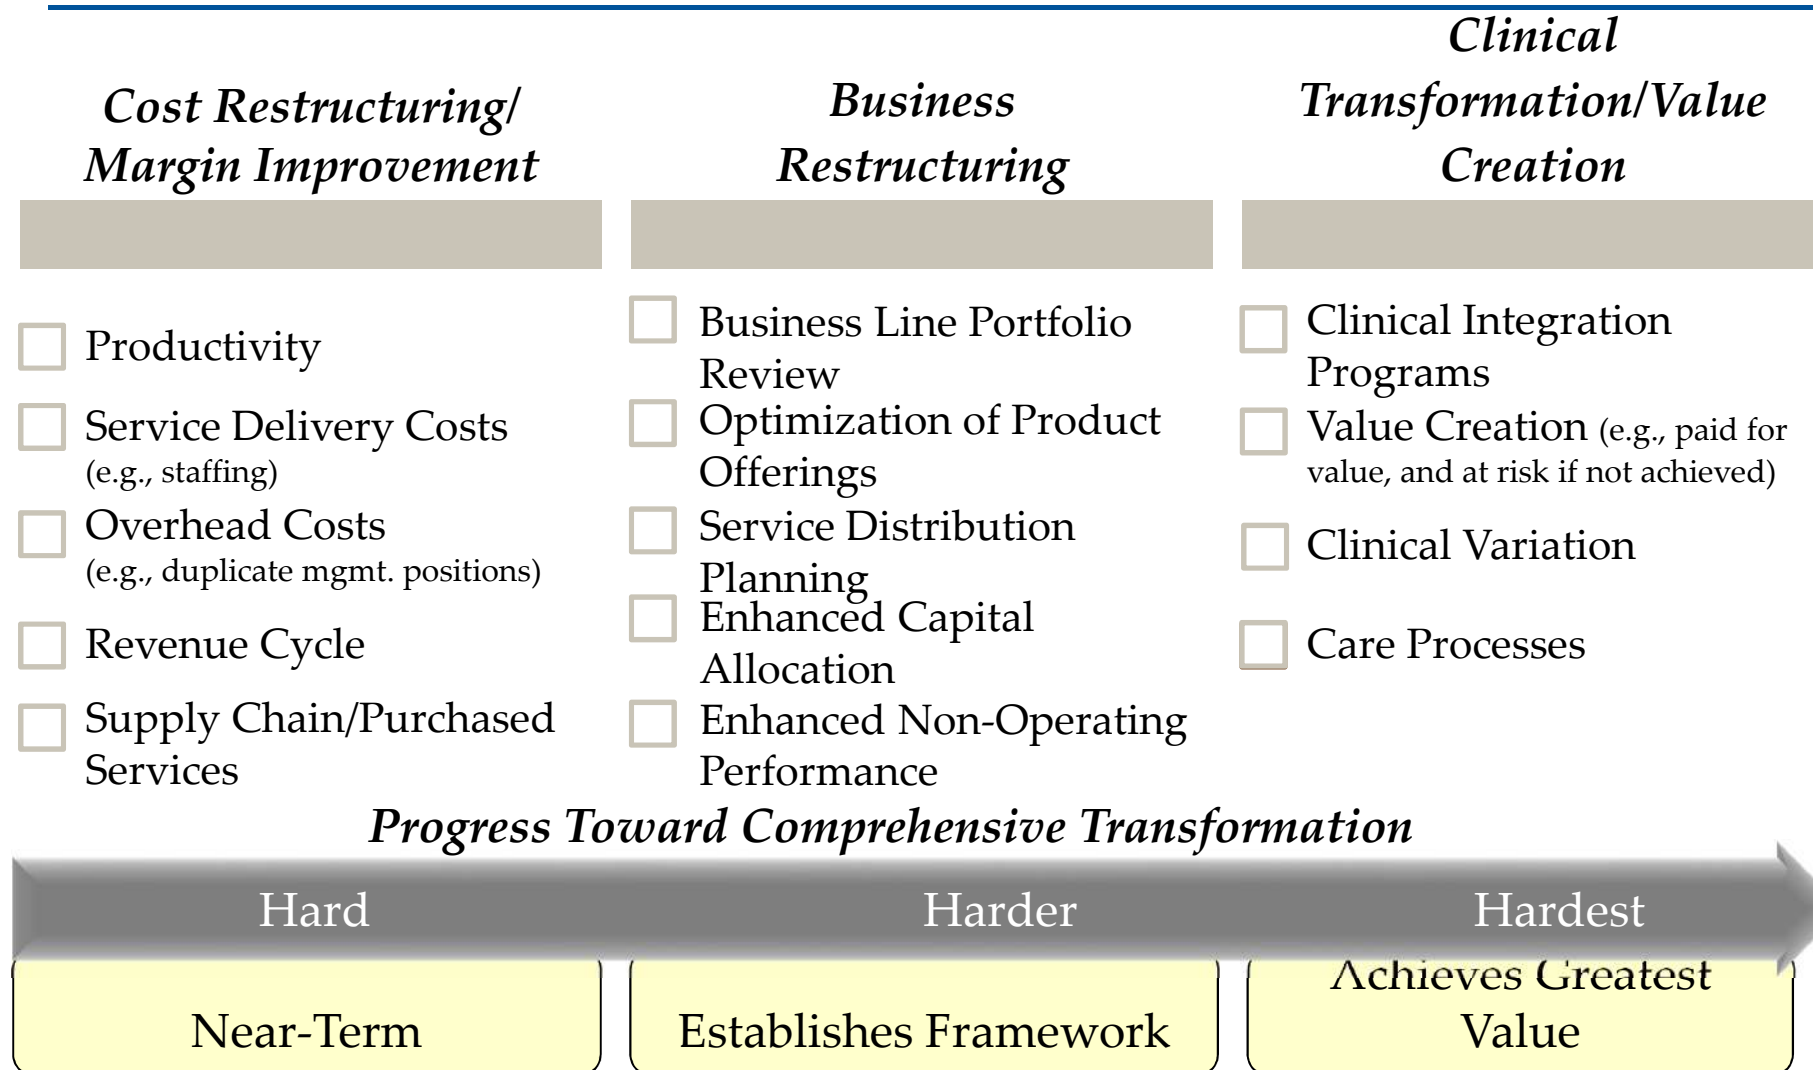 Cost Restructuring/
Margin Improvement
Business
Restructuring
Clinical
Transformation/Value
Creation
Productivity
Service Delivery Costs
(e.g., staffing)
Overhead Costs
(e.g., duplicate mgmt. positions)
Revenue Cycle
Supply Chain/Purchased
Services
Business Line Portfolio
Review
Optimization of Product
Offerings
Service Distribution
Planning
Enhanced Capital
Allocation
Enhanced Non-Operating
Performance
Clinical Integration
Programs
Value Creation (e.g., paid for
value, and at risk if not achieved)
Clinical Variation
Care Processes
Progress Toward Comprehensive Transformation
Hard
Harder
Hardest
Near-Term
Establishes Framework
Achieves Greatest
Value